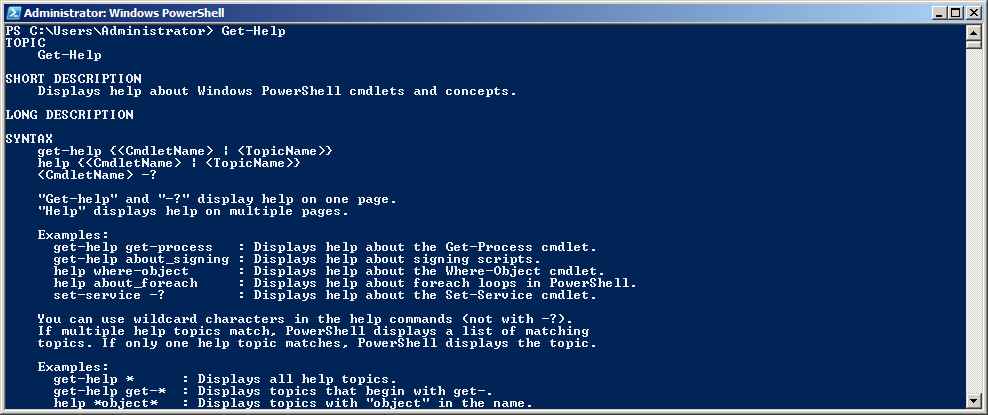 Administrator: Windows PowerShell
PS C:\Users\Administrator> Get-Help
TOPIC
    Get-Help

SHORT DESCRIPTION
    Displays help about Windows PowerShell cmdlets and concepts.

LONG DESCRIPTION

SYNTAX
    get-help {<CmdletName> | <TopicName>}
    help {<CmdletName> | <TopicName>}
    <CmdletName> -?

    "Get-help" and "-?" display help on one page.
    "Help" displays help on multiple pages.

    Examples:
      get-help get-process   : Displays help about the Get-Process cmdlet.
      get-help about_signing : Displays help about signing scripts.
      help where-object      : Displays help about the Where-Object cmdlet.
      help about_foreach     : Displays help about foreach loops in PowerShell.
      set-service -?         : Displays help about the Set-Service cmdlet.

    You can use wildcard characters in the help commands (not with -?).
    If multiple help topics match, PowerShell displays a list of matching
    topics. If only one help topic matches, PowerShell displays the topic.

    Examples:
      get-help *      : Displays all help topics.
      get-help get-*  : Displays topics that begin with get-.
      help *object*   : Displays topics with "object" in the name.